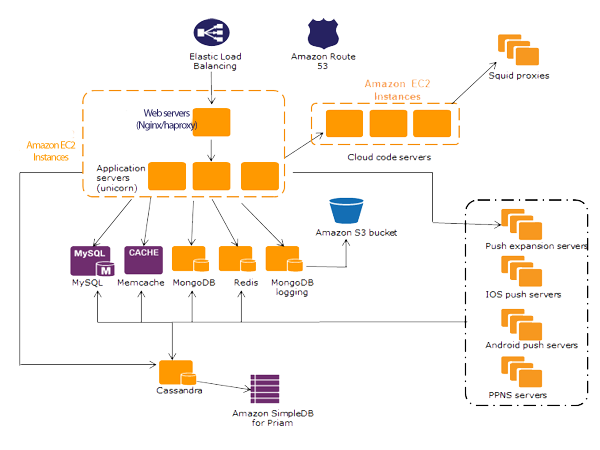 Elastic Load
Balancing
Amazon Route
53
Squid proxies
Amazon EC2
Instances
Web servers
(Nginx/haproxy)
Amazon EC2
Instances
Cloud code servers
Application
servers
(unicorn)
Amazon S3 bucket
Push expansion servers
MySQL
M
MySQL
CACHE
Memcache
MongoDB
Redis
MongoDB
logging
IOS push servers
Android push servers
Cassandra
PPNS servers
Amazon SimpleDB
for Priam